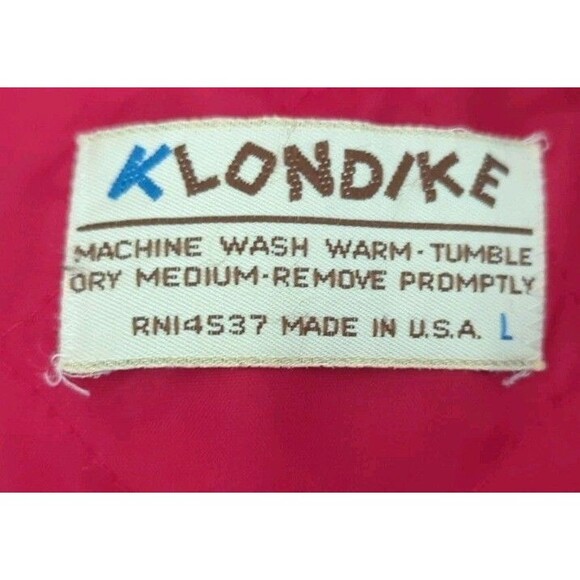 KLONDIKE
MACHINE WASH WARM-TUMBLE
DRY MEDIUM-REMOVE PROMPTLY
RN14537 MADE IN U.S.A. L